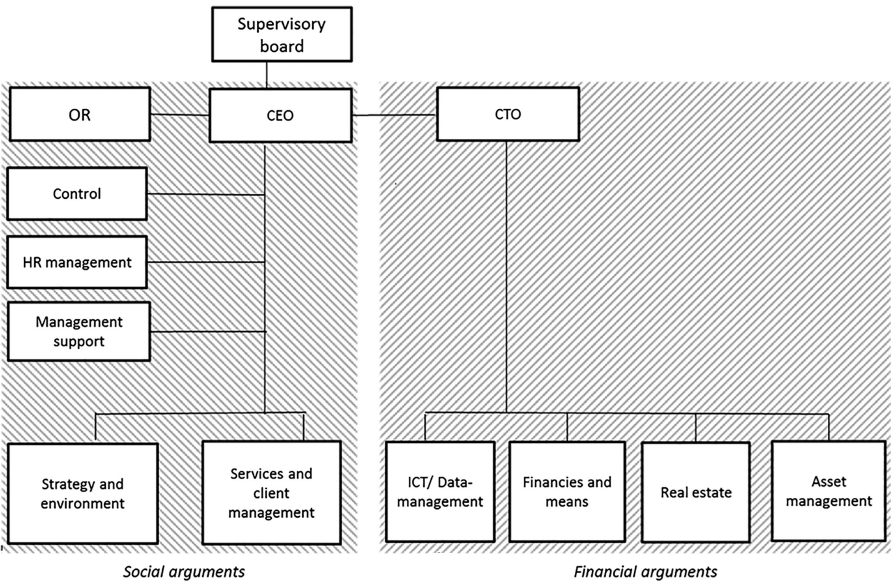 Supervisory
board
OR
CEO
CTO
Control
HR management
Management
support
Strategy and
environment
Services and
client
management
ICT/ Data-
management
Financies and
means
Real estate
Asset
management
Social arguments
Financial arguments